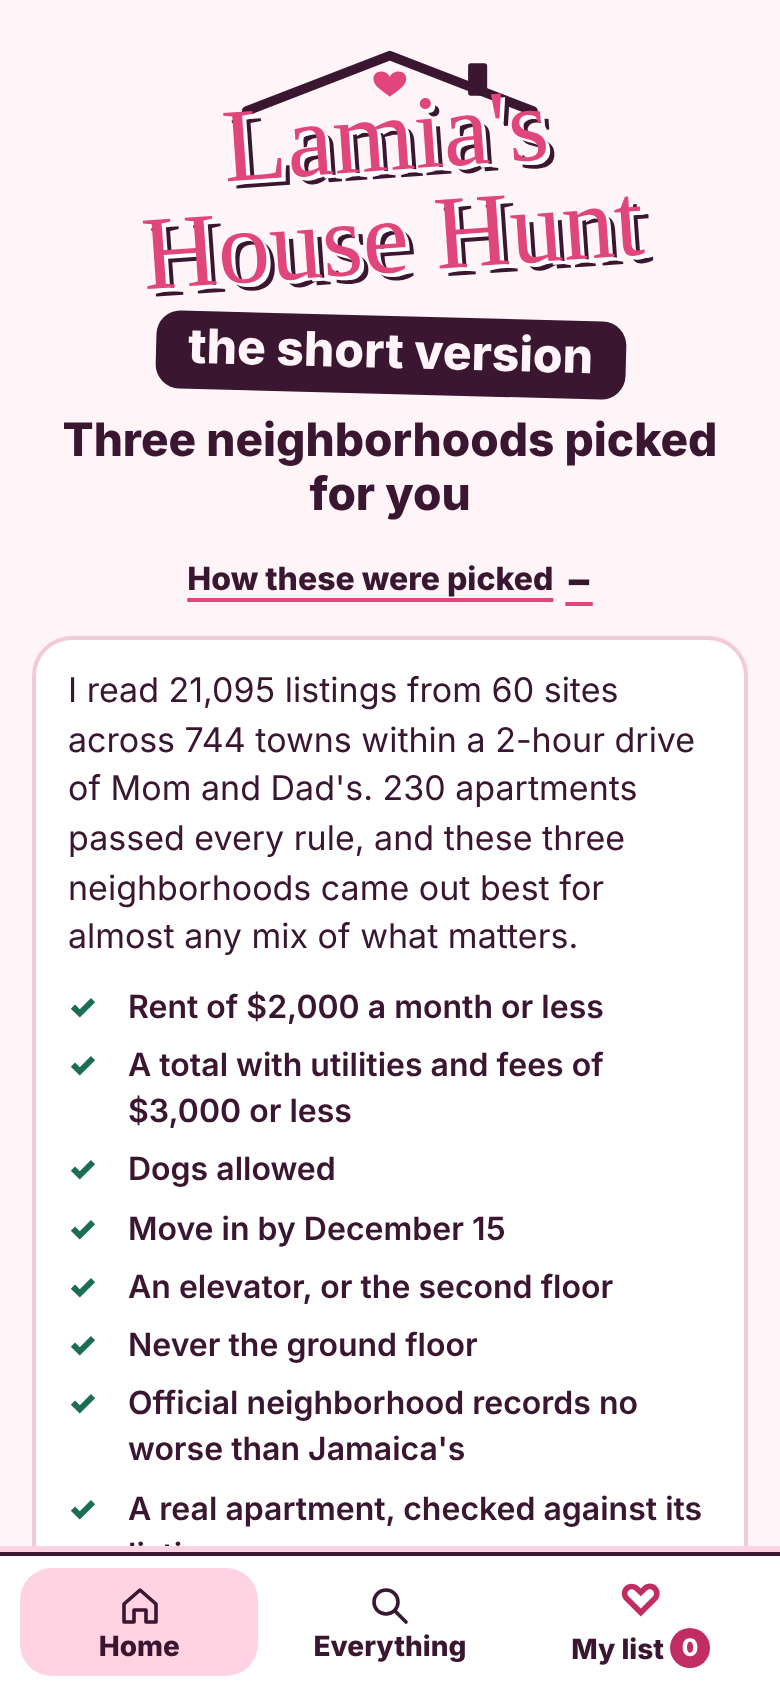 Lamia's
House Hunt
the short version
Three neighborhoods picked
for you
How these were picked –
I read 21,095 listings from 60 sites
across 744 towns within a 2-hour drive
of Mom and Dad's. 230 apartments
passed every rule, and these three
neighborhoods came out best for
almost any mix of what matters.
Rent of $2,000 a month or less
A total with utilities and fees of
$3,000 or less
Dogs allowed
Move in by December 15
An elevator, or the second floor
Never the ground floor
Official neighborhood records no
worse than Jamaica's
A real apartment, checked against its
Home
Everything
My list 0